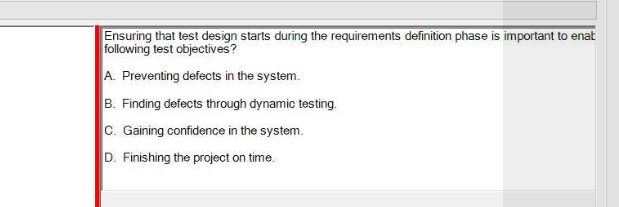 Ensuring that test design starts during the requirements definition phase is important to enab
following test objectives?
A. Preventing defects in the system.
B. Finding defects through dynamic testing.
C. Gaining confidence in the system.
D. Finishing the project on time.